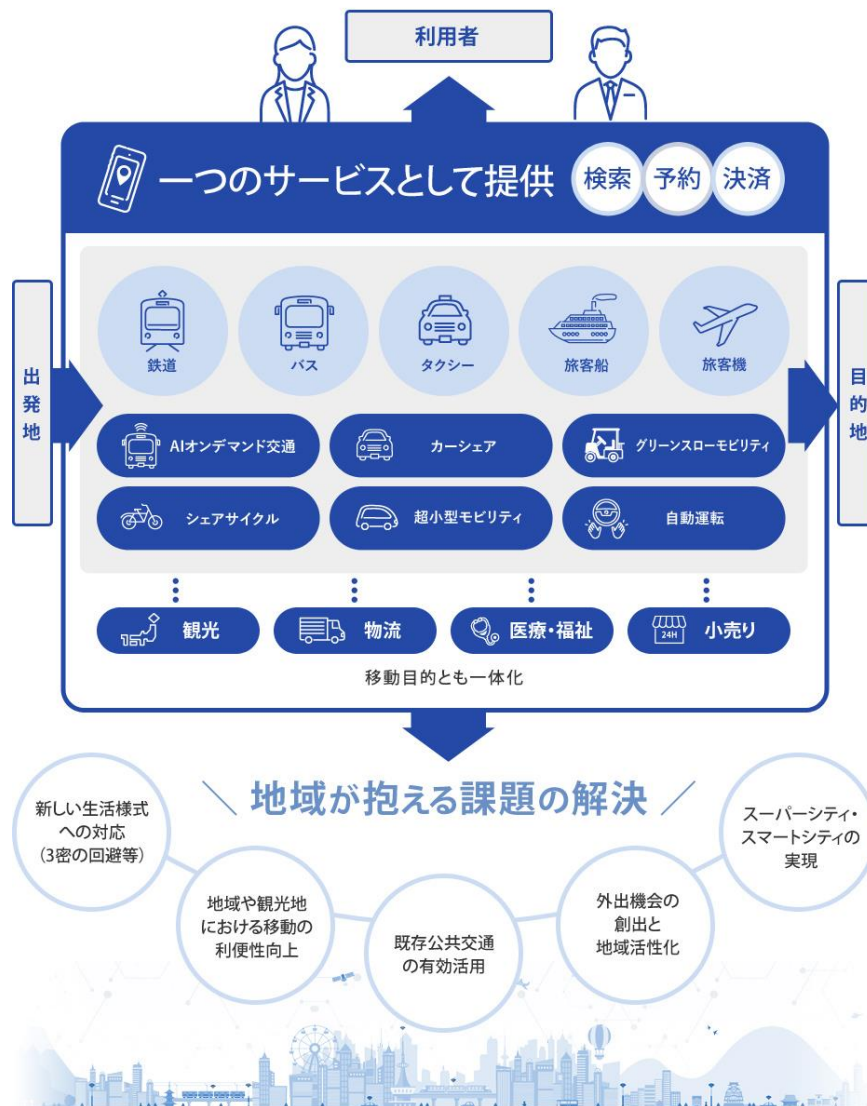 利用者
一つのサービスとして提供
検索
予約
決済
出発地
目的地
鉄道
バス
タクシー
旅客船
旅客機
AIオンデマンド交通
カーシェア
グリーンスローモビリティ
シェアサイクル
超小型モビリティ
自動運転
観光
物流
医療・福祉
24H
小売り
移動目的とも一体化
地域が抱える課題の解決
新しい生活様式
への対応
(3密の回避等)
地域や観光地
における移動の
利便性向上
既存公共交通
の有効活用
外出機会の
創出と
地域活性化
スーパーシティ・
スマートシティの
実現